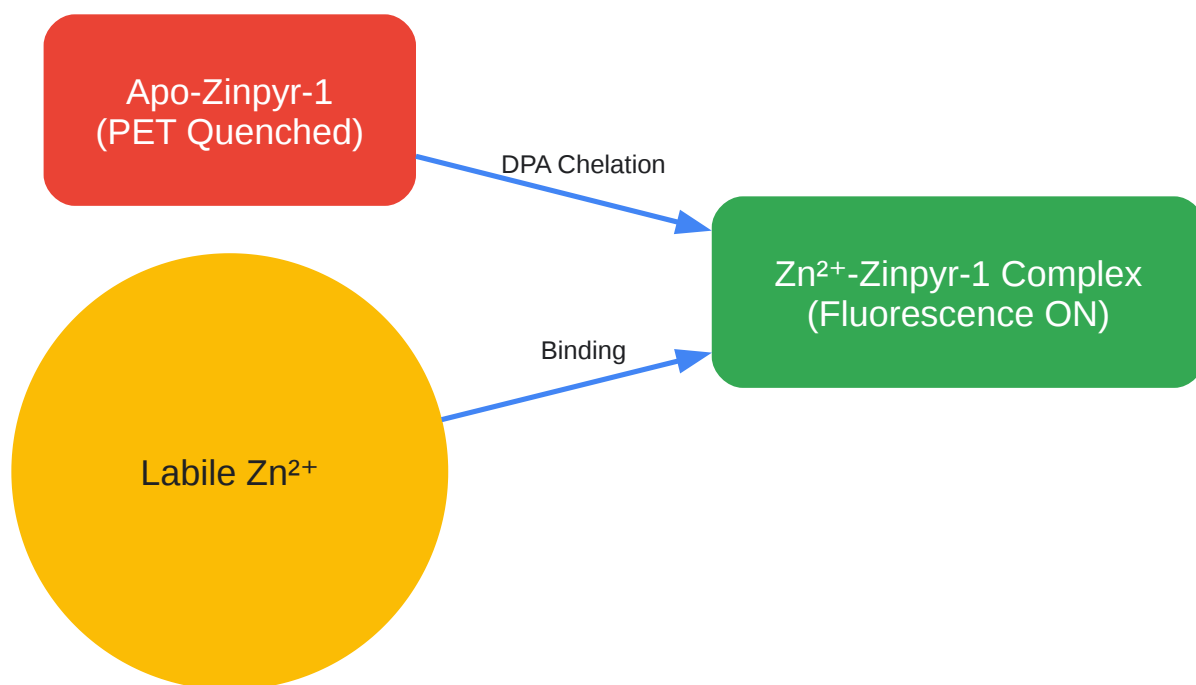 Apo-Zinpyr-1
(PET Quenched)
DPA Chelation
Zn²⁺-Zinpyr-1 Complex
(Fluorescence ON)
Binding
Labile Zn²⁺